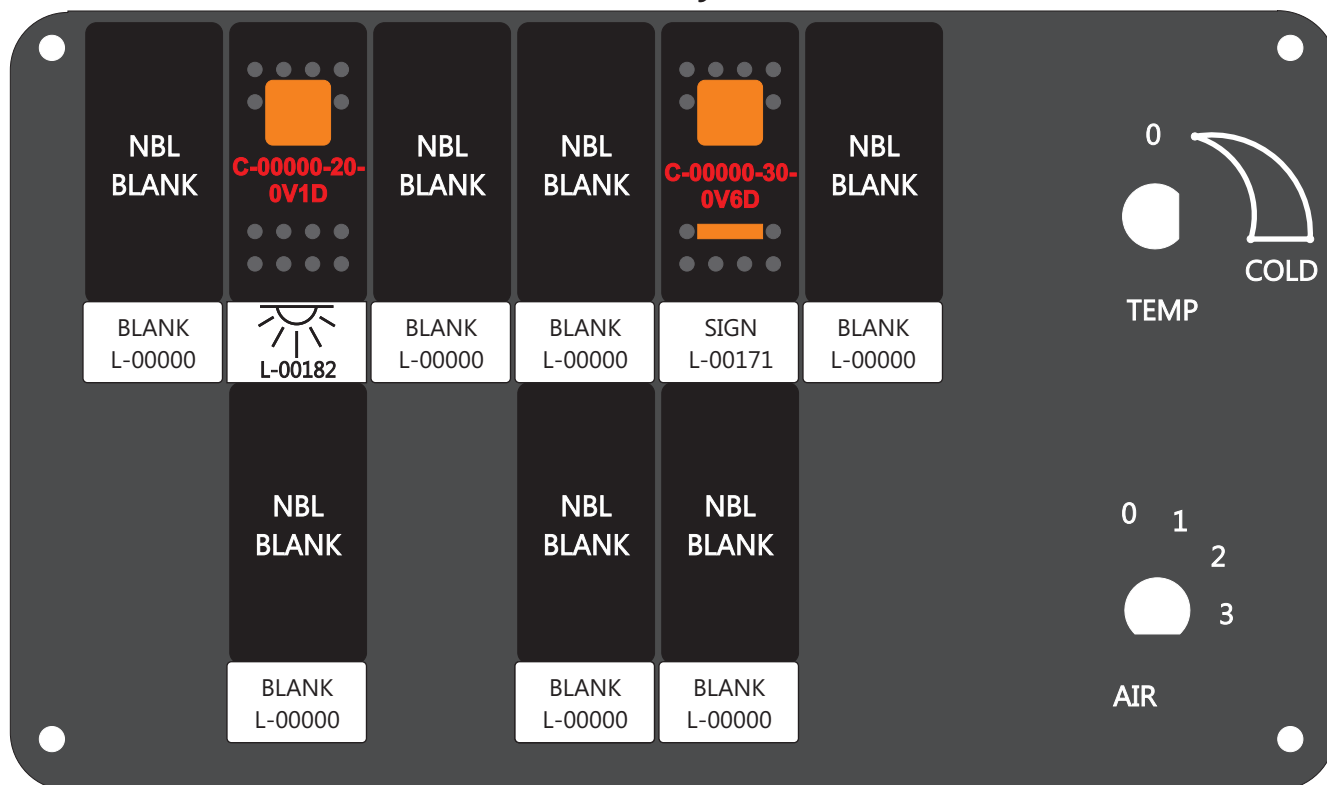 NBL
BLANK
C-00000-20-
0V1D
NBL
BLANK
NBL
BLANK
C-00000-30-
0V6D
NBL
BLANK
BLANK
L-00000
L-00182
BLANK
L-00000
BLANK
L-00000
SIGN
L-00171
BLANK
L-00000
0
COLD
TEMP
NBL
BLANK
NBL
BLANK
NBL
BLANK
BLANK
L-00000
BLANK
L-00000
BLANK
L-00000
0
1
2
3
AIR